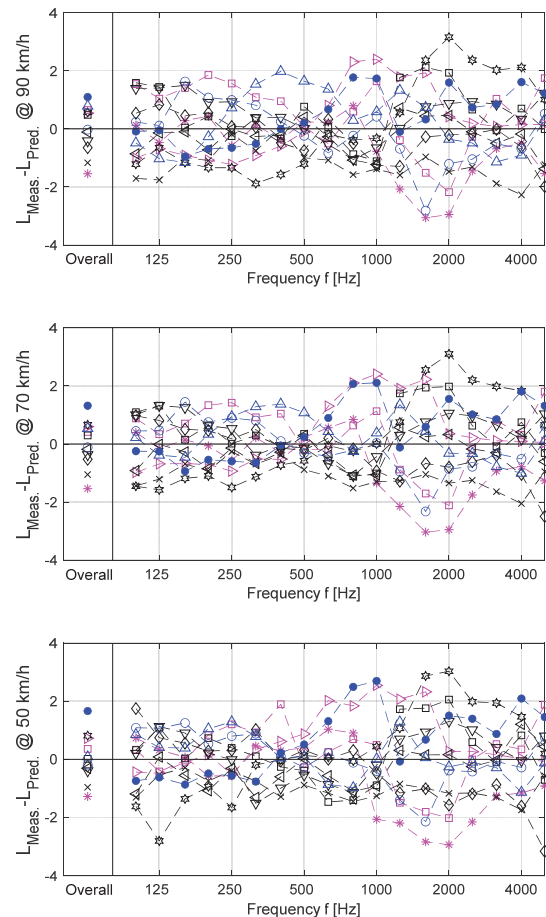 4
2
0
-2
-4
L_Meas.-L_Pred. @ 90 km/h
Overall 125 250 500 1000 2000 4000
Frequency f [Hz]
4
2
0
-2
-4
L_Meas.-L_Pred. @ 70 km/h
Overall 125 250 500 1000 2000 4000
Frequency f [Hz]
4
2
0
-2
-4
L_Meas.-L_Pred. @ 50 km/h
Overall 125 250 500 1000 2000 4000
Frequency f [Hz]